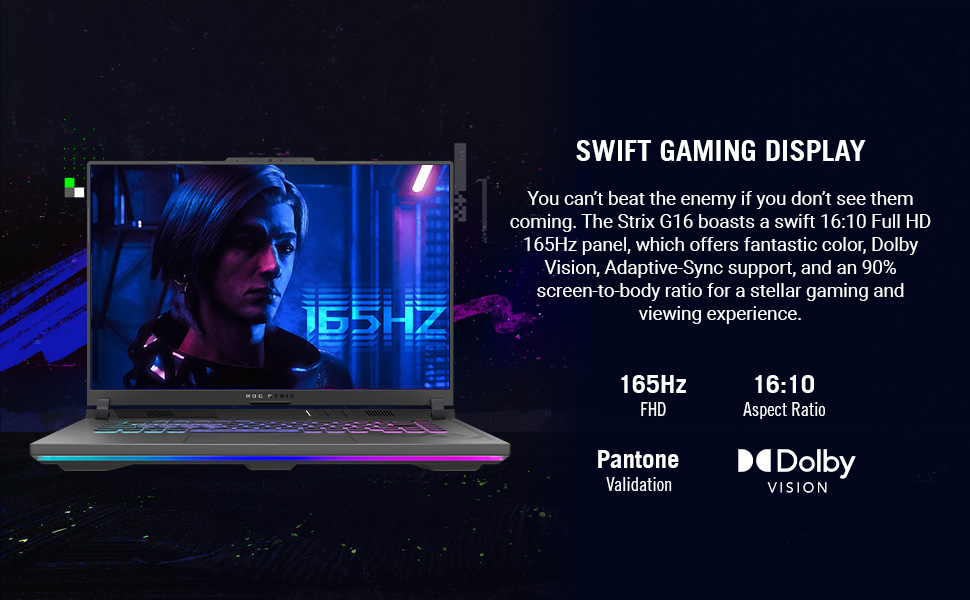 SWIFT GAMING DISPLAY
You can’t beat the enemy if you don’t see them
coming. The Strix G16 boasts a swift 16:10 Full HD
165Hz panel, which offers fantastic color, Dolby
Vision, Adaptive-Sync support, and an 90%
screen-to-body ratio for a stellar gaming and
viewing experience.
165HZ
ROG STRIX
165Hz
FHD
16:10
Aspect Ratio
Pantone
Validation
Dolby
VISION